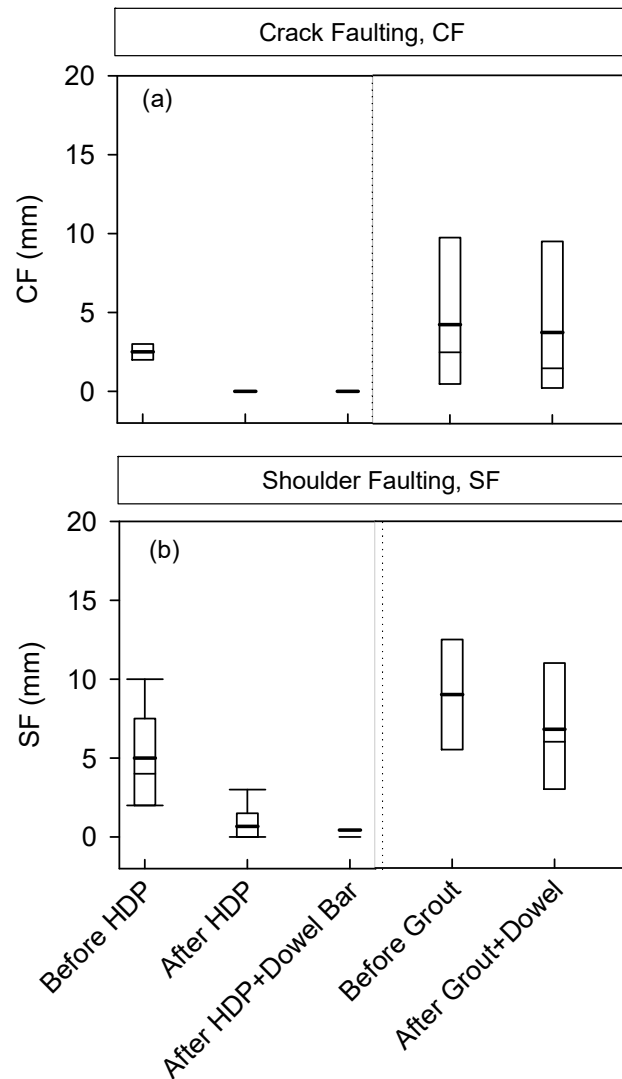 Crack Faulting, CF
20
(a)
15
10
5
0
CF (mm)
Shoulder Faulting, SF
20
(b)
15
10
5
0
SF (mm)
Before HDP
After HDP
After HDP+Dowel Bar
Before Grout
After Grout+Dowel